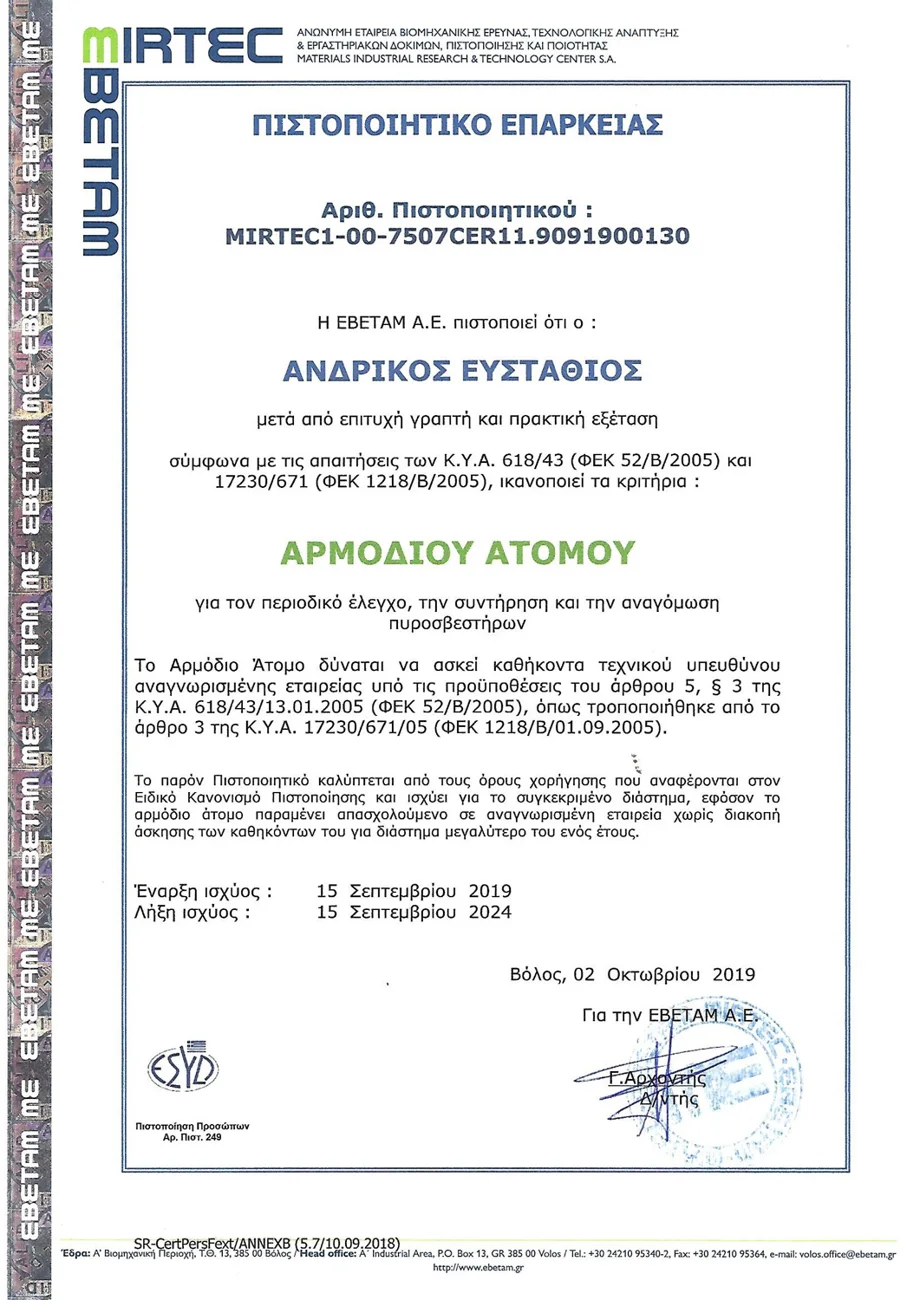 MIRTEC
ΕΒΕΤΑΜ
ΑΝΩΝΥΜΗ ΕΤΑΙΡΕΙΑ ΒΙΟΜΗΧΑΝΙΚΗΣ ΕΡΕΥΝΑΣ, ΤΕΧΝΟΛΟΓΙΚΗΣ ΑΝΑΠΤΥΞΗΣ
& ΕΡΓΑΣΤΗΡΙΑΚΩΝ ΔΟΚΙΜΩΝ, ΠΙΣΤΟΠΟΙΗΣΗΣ ΚΑΙ ΠΟΙΟΤΗΤΑΣ
MATERIALS INDUSTRIAL RESEARCH & TECHNOLOGY CENTER S.A.
ΠΙΣΤΟΠΟΙΗΤΙΚΟ ΕΠΑΡΚΕΙΑΣ
Αριθ. Πιστοποιητικού :
MIRTEC1-00-7507CER11.9091900130
Η ΕΒΕΤΑΜ Α.Ε. πιστοποιεί ότι ο :
ΑΝΔΡΙΚΟΣ ΕΥΣΤΑΘΙΟΣ
μετά από επιτυχή γραπτή και πρακτική εξέταση
σύμφωνα με τις απαιτήσεις των Κ.Υ.Α. 618/43 (ΦΕΚ 52/Β/2005) και
17230/671 (ΦΕΚ 1218/Β/2005), ικανοποιεί τα κριτήρια :
ΑΡΜΟΔΙΟΥ ΑΤΟΜΟΥ
για τον περιοδικό έλεγχο, την συντήρηση και την αναγόμωση
πυροσβεστήρων
Το Αρμόδιο Άτομο δύναται να ασκεί καθήκοντα τεχνικού υπευθύνου
αναγνωρισμένης εταιρείας υπό τις προϋποθέσεις του άρθρου 5, § 3 της
Κ.Υ.Α. 618/43/13.01.2005 (ΦΕΚ 52/Β/2005), όπως τροποποιήθηκε από το
άρθρο 3 της Κ.Υ.Α. 17230/671/05 (ΦΕΚ 1218/Β/01.09.2005).
Το παρόν Πιστοποιητικό καλύπτεται από τους όρους χορήγησης που αναφέρονται στον
Ειδικό Κανονισμό Πιστοποίησης και ισχύει για το συγκεκριμένο διάστημα, εφόσον το
αρμόδιο άτομο παραμένει απασχολούμενο σε αναγνωρισμένη εταιρεία χωρίς διακοπή
άσκησης των καθηκόντων του για διάστημα μεγαλύτερο του ενός έτους.
Έναρξη ισχύος : 15 Σεπτεμβρίου 2019
Λήξη ισχύος : 15 Σεπτεμβρίου 2024
Βόλος, 02 Οκτωβρίου 2019
Για την ΕΒΕΤΑΜ Α.Ε.
Γ.Αρχοντής
Δ/ντής
ESYD
Πιστοποίηση Προσώπων
Αρ. Πιστ. 249
SR-CertPersFext/ANNEXB (5.7/10.09.2018)
Έδρα: Α' Βιομηχανική Περιοχή, Τ.Θ. 13, 385 00 Βόλος / Head office: A' Industrial Area, P.O. Box 13, GR 385 00 Volos / Tel.: +30 24210 95340-2, Fax: +30 24210 95364, e-mail: volos.office@ebetam.gr
http://www.ebetam.gr